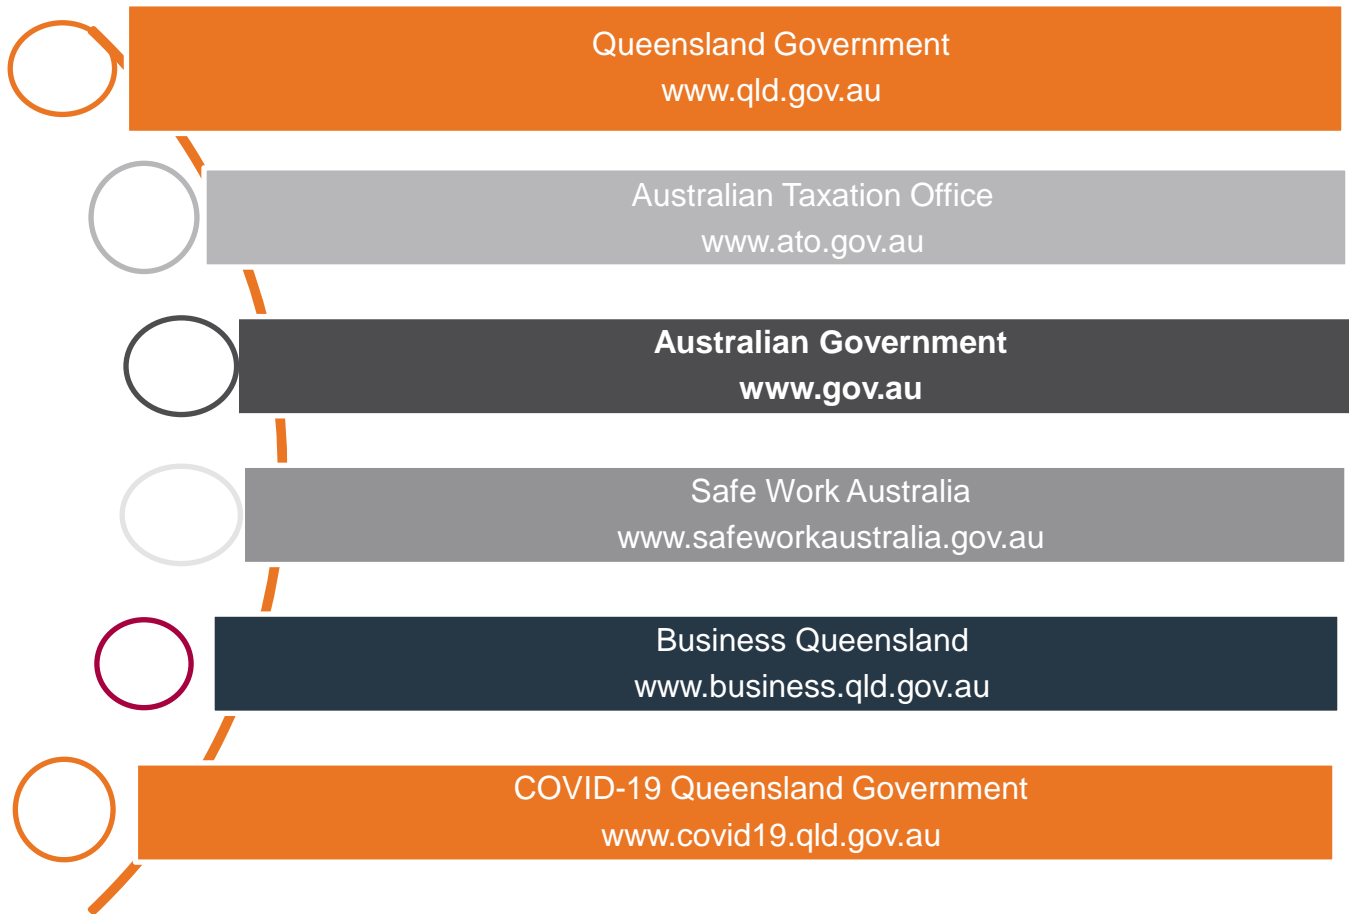 Queensland Government
www.qld.gov.au
Australian Taxation Office
www.ato.gov.au
Australian Government
www.gov.au
Safe Work Australia
www.safeworkaustralia.gov.au
Business Queensland
www.business.qld.gov.au
COVID-19 Queensland Government
www.covid19.qld.gov.au